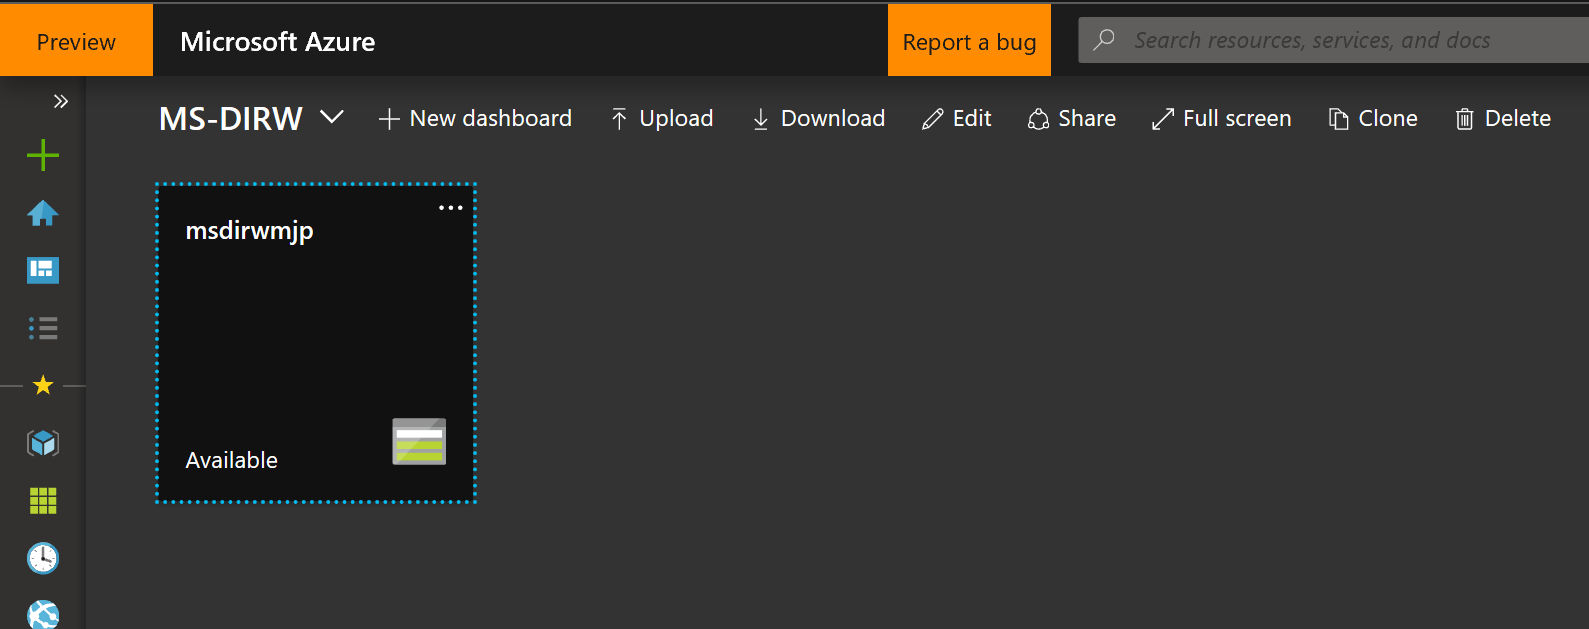 Preview
Microsoft Azure
Report a bug
Search resources, services, and docs
MS-DIRW
New dashboard
Upload
Download
Edit
Share
Full screen
Clone
Delete
msdirwmjp
Available